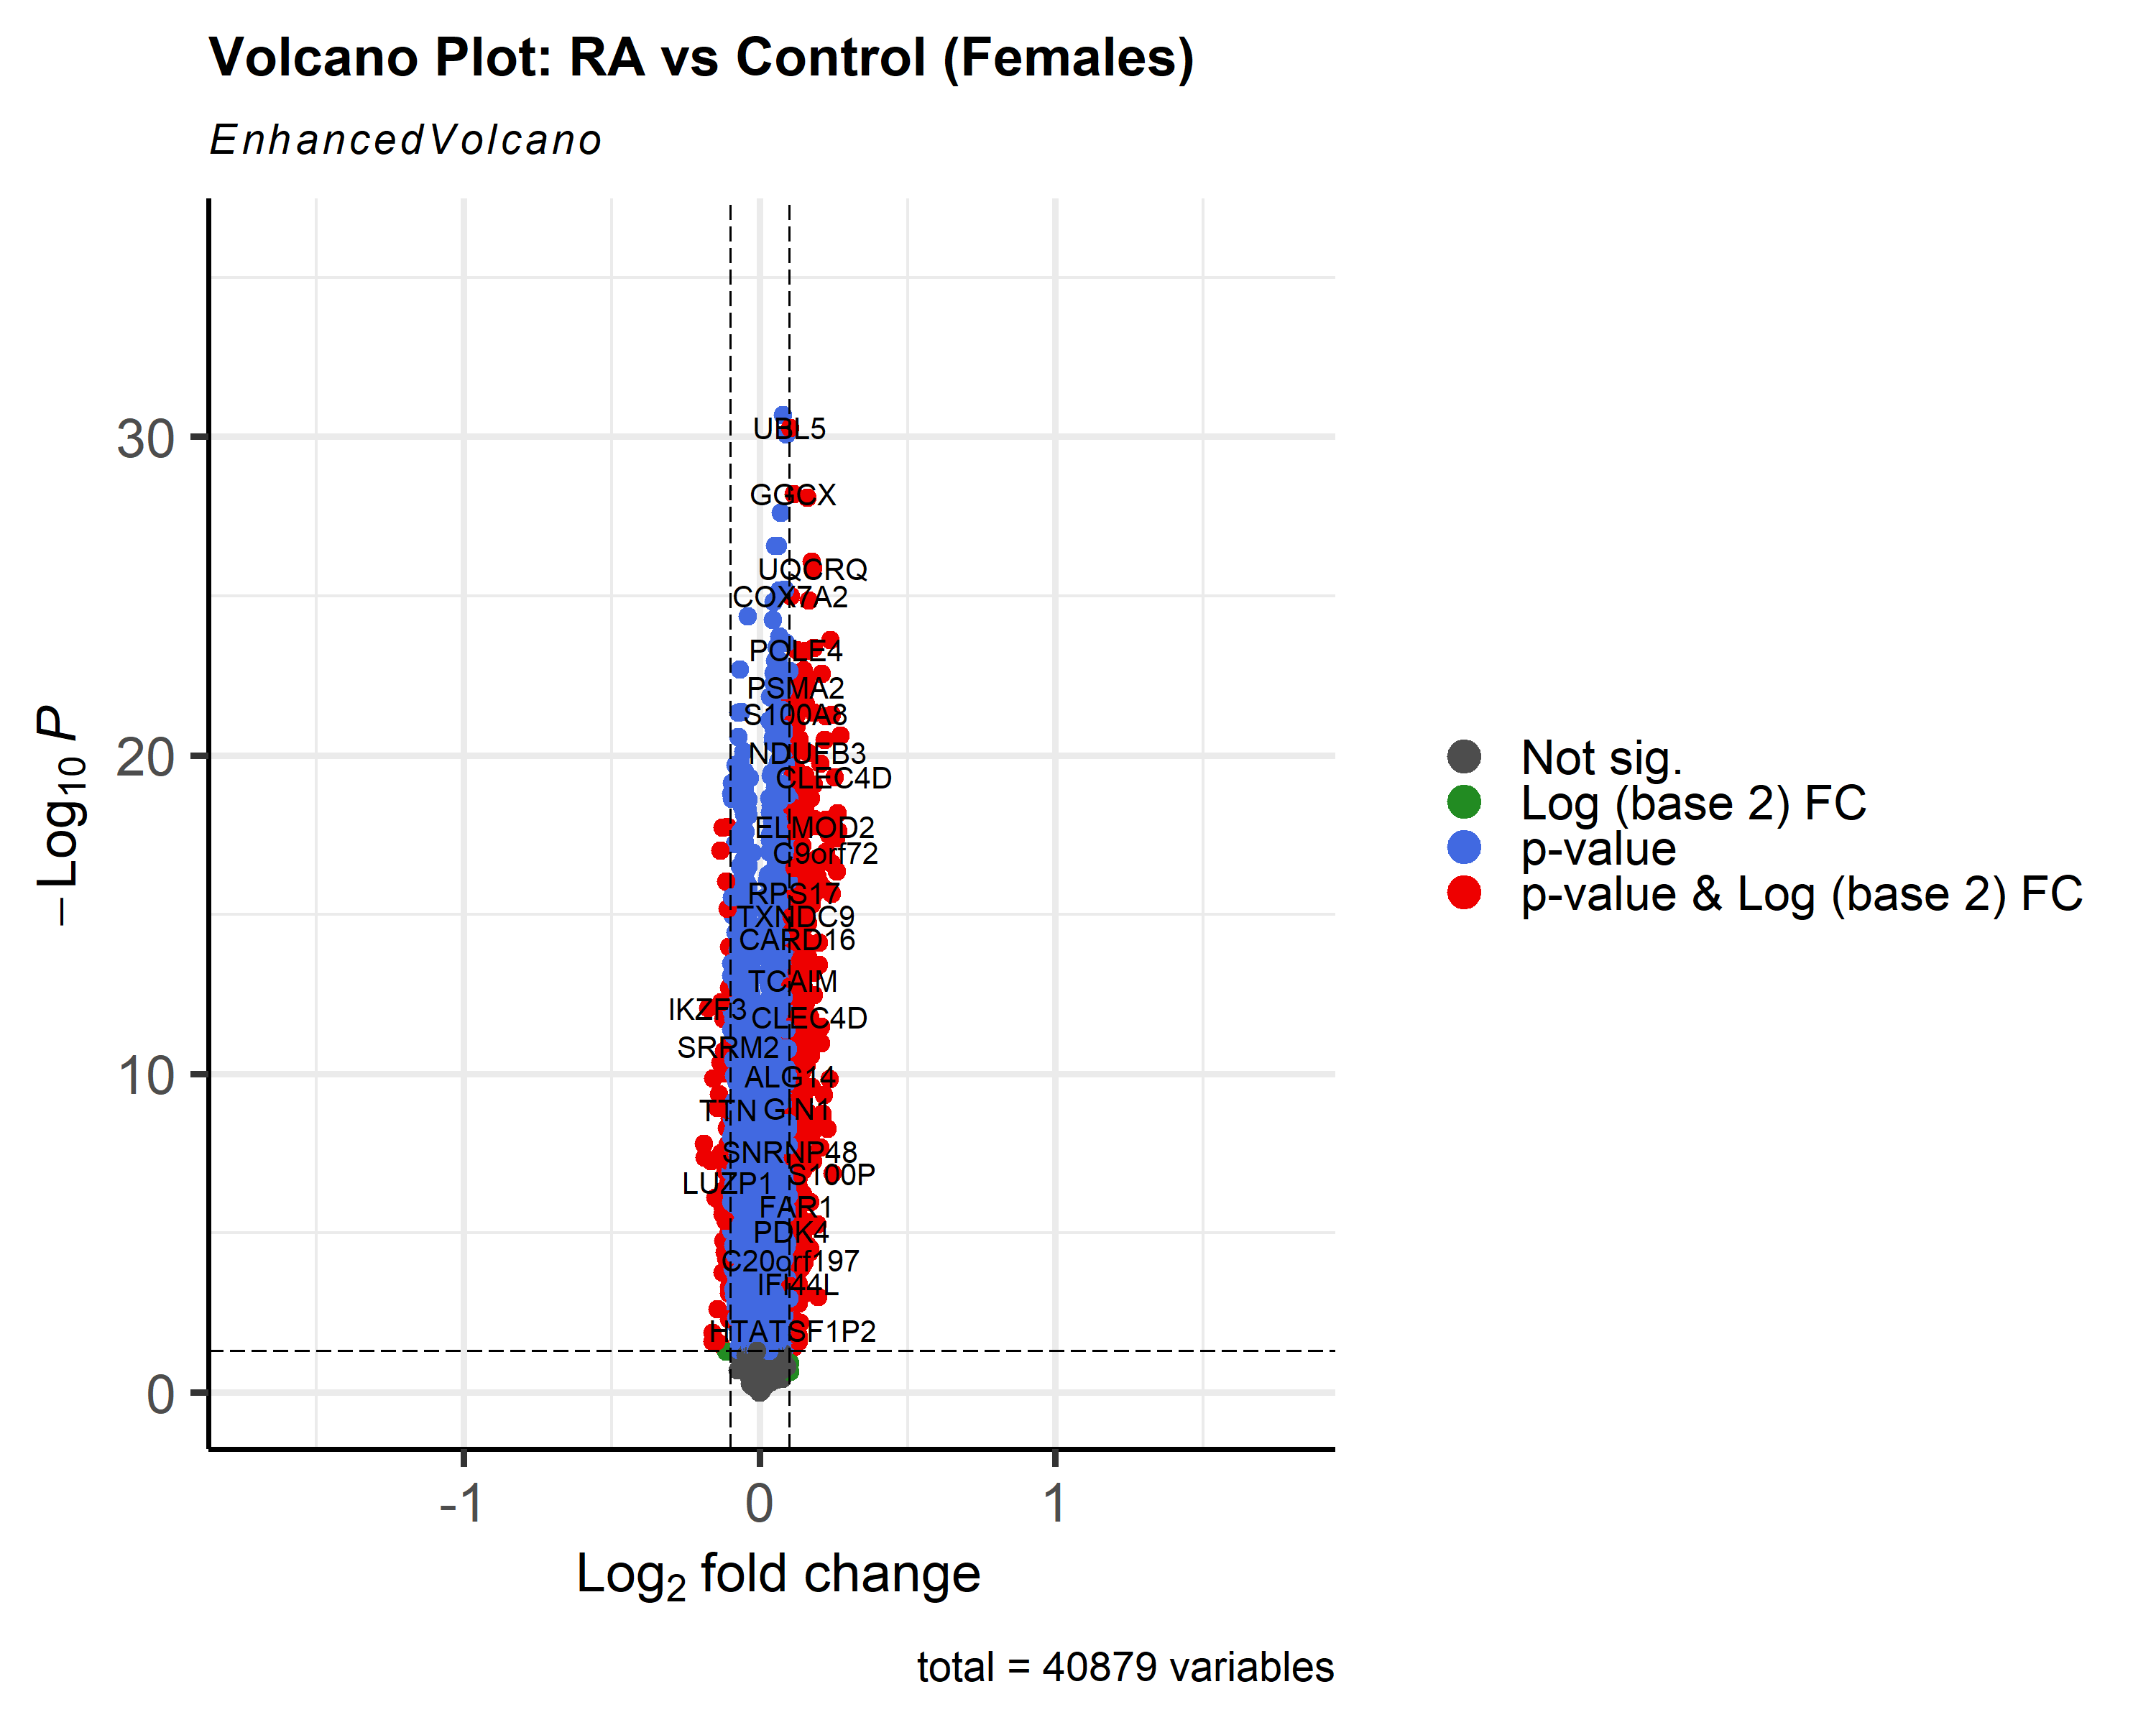 Volcano Plot: RA vs Control (Females)
EnhancedVolcano
−Log10 P
30
20
10
0
UBL5
GGCX
UQCRQ
COX7A2
POLE4
PSMA2
S100A8
NDUFB3
CLEC4D
ELMOD2
C9orf72
RPS17
TXNDC9
CARD16
TCAIM
IKZF3
CLEC4D
SRRM2
ALG14
TTN
GIN1
SNRNP48
S100P
LUZP1
FAR1
PDK4
C20orf197
IFI44L
HTATSF1P2
-1
0
1
Log2 fold change
total = 40879 variables
Not sig.
Log (base 2) FC
p-value
p-value & Log (base 2) FC